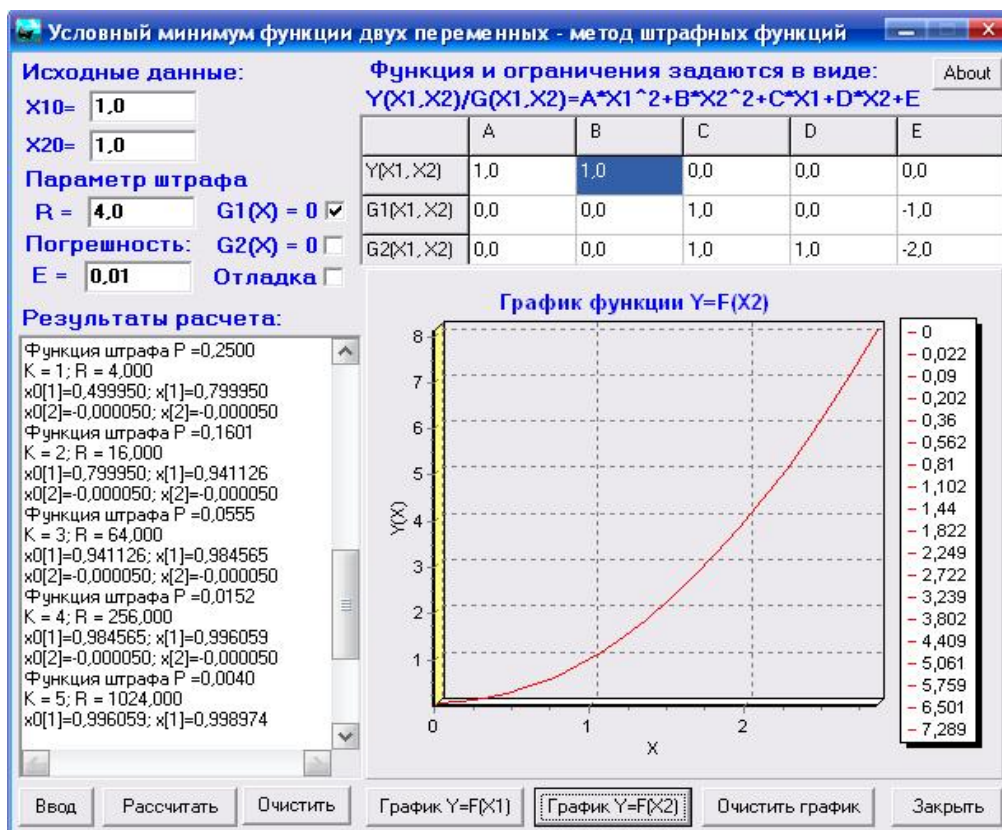 Условный минимум функции двух переменных - метод штрафных функций
Исходные данные:
X10= 1,0
X20= 1,0
Параметр штрафа
R = 4,0 G1(X) = 0
Погрешность: G2(X) = 0
E = 0,01 Отладка
Результаты расчета:
Функция штрафа P =0,2500
K = 1; R = 4,000
x0[1]=0,499950; x[1]=0,799950
x0[2]=-0,000050; x[2]=-0,000050
Функция штрафа P =0,1601
K = 2; R = 16,000
x0[1]=0,799950; x[1]=0,941126
x0[2]=-0,000050; x[2]=-0,000050
Функция штрафа P =0,0555
K = 3; R = 64,000
x0[1]=0,941126; x[1]=0,984565
x0[2]=-0,000050; x[2]=-0,000050
Функция штрафа P =0,0152
K = 4; R = 256,000
x0[1]=0,984565; x[1]=0,996059
x0[2]=-0,000050; x[2]=-0,000050
Функция штрафа P =0,0040
K = 5; R = 1024,000
x0[1]=0,996059; x[1]=0,998974
Функция и ограничения задаются в виде: About
Y(X1,X2)/G(X1,X2)=A*X1^2+B*X2^2+C*X1+D*X2+E
A B C D E
Y(X1, X2) 1,0 1,0 0,0 0,0 0,0
G1(X1, X2) 0,0 0,0 1,0 0,0 -1,0
G2(X1, X2) 0,0 0,0 1,0 1,0 -2,0
График функции Y=F(X2)
8
7
6
5
4
3
2
1
Y(X)
0 1 2
X
0
0,022
0,09
0,202
0,36
0,562
0,81
1,102
1,44
1,822
2,249
2,722
3,239
3,802
4,409
5,061
5,759
6,501
7,289
Ввод Рассчитать Очистить График Y=F(X1) График Y=F(X2) Очистить график Закрыть